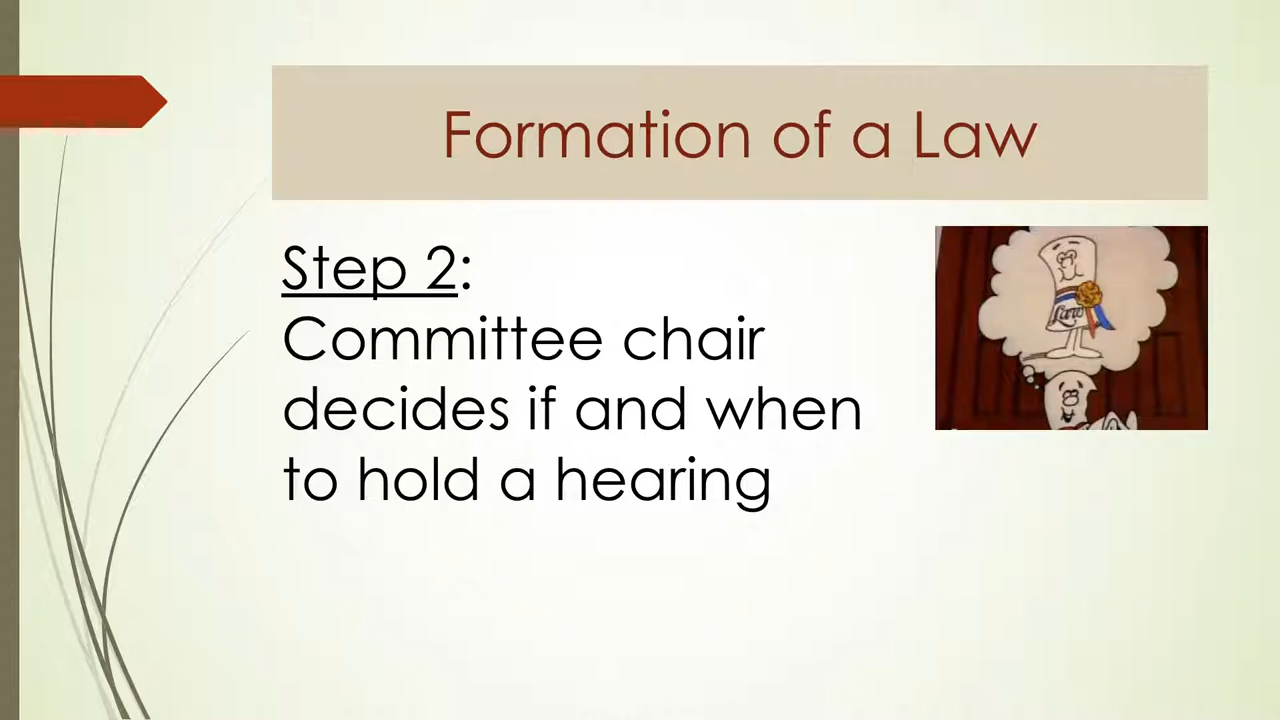 Formation of a Law
Step 2:
Committee chair
decides if and when
to hold a hearing
Law